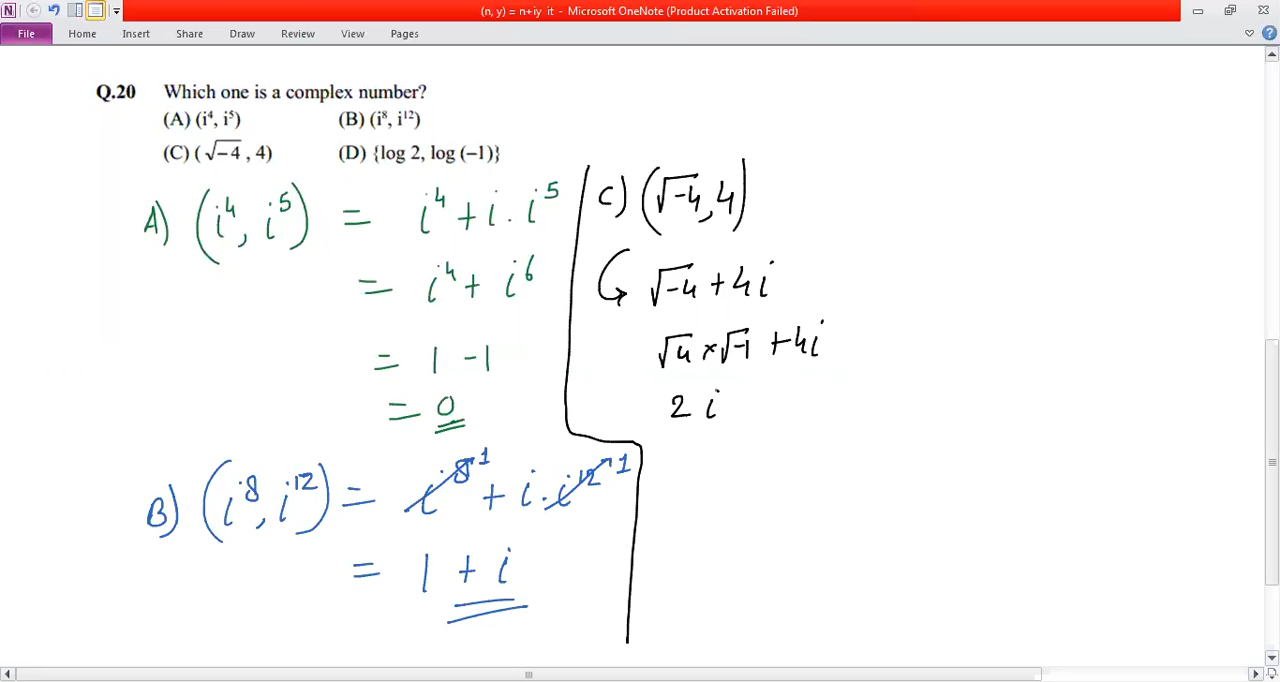 (n, y) = n+iy it - Microsoft OneNote (Product Activation Failed)
File Home Insert Share Draw Review View Pages
Q.20 Which one is a complex number?
(A) (i⁴, i⁵) (B) (i⁸, i¹²)
(C) (√−4 , 4) (D) {log 2, log (−1)}
A) (i⁴, i⁵) = i⁴ + i . i⁵
= i⁴ + i⁶
= 1 − 1
= 0
B) (i⁸, i¹²) = i⁸ 1 + i . i¹² 1
= 1 + i
C) (√−4, 4)
√−4 + 4i
√4 × √−1 + 4i
2 i